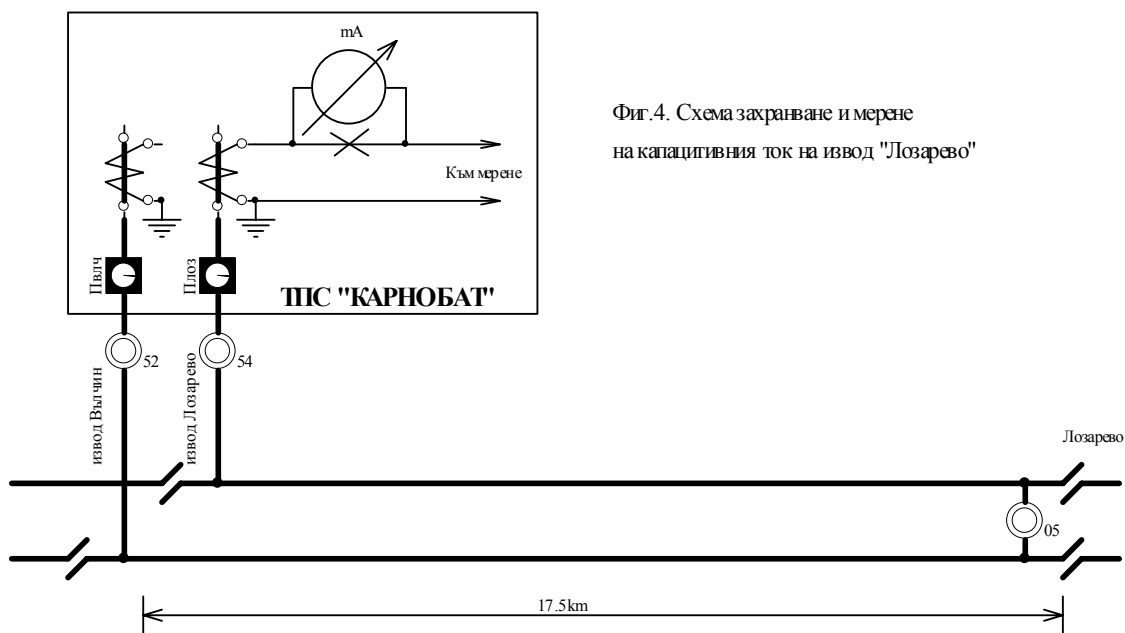 mA
Фиг.4. Схема захранване и мерене
на капацитивния ток на извод "Лозарево"
Към мерене
Пвлч
Плоз
ТПС "КАРНОБАТ"
52
54
извод Вълчин
извод Лозарево
Лозарево
05
17.5km